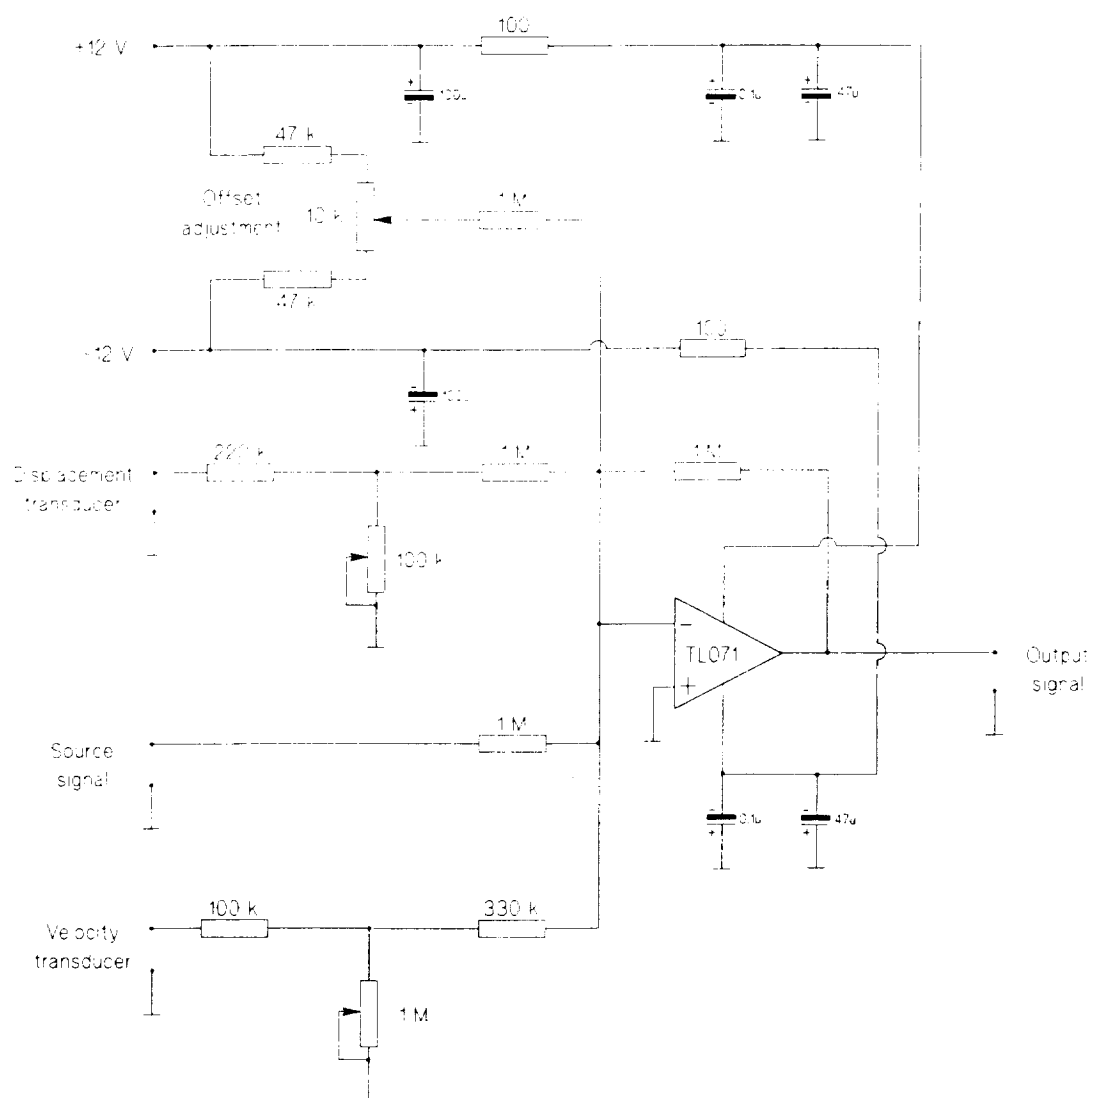 100
+12 V
100u
0.1u
47u
47 k
Offset
adjustment
10 k
1 M
47 k
-12 V
100
100u
Displacement
transducer
220 k
1 M
1 M
100 k
TL071
-
+
Output
signal
Source
signal
1 M
0.1u
47u
Velocity
transducer
100 k
330 k
1 M